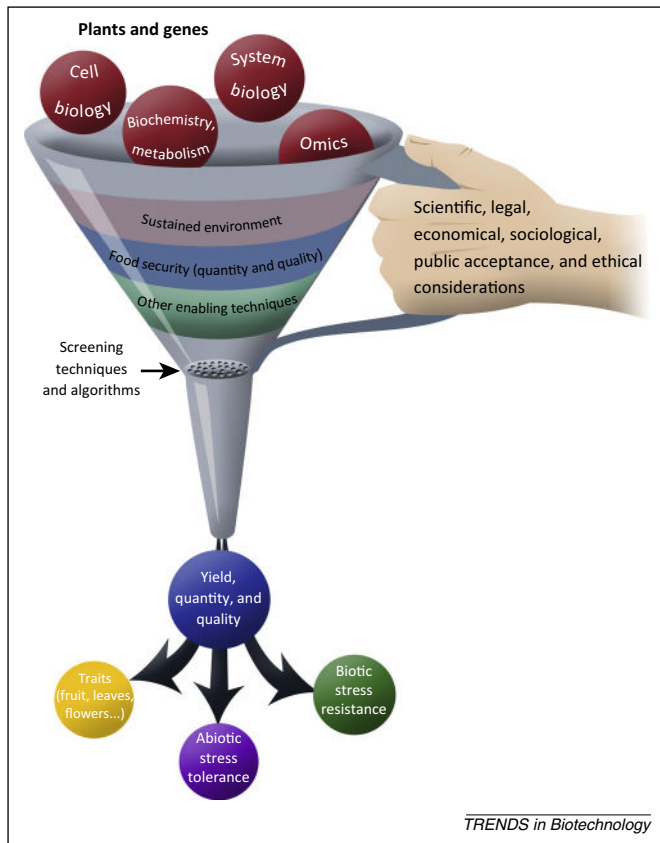 Plants and genes
Cell
biology
System
biology
Biochemistry,
metabolism
Omics
Sustained environment
Food security (quantity and quality)
Other enabling techniques
Scientific, legal,
economical, sociological,
public acceptance, and ethical
considerations
Screening
techniques
and algorithms
Yield,
quantity, and
quality
Traits
(fruit, leaves,
flowers...)
Abiotic
stress
tolerance
Biotic
stress
resistance
TRENDS in Biotechnology